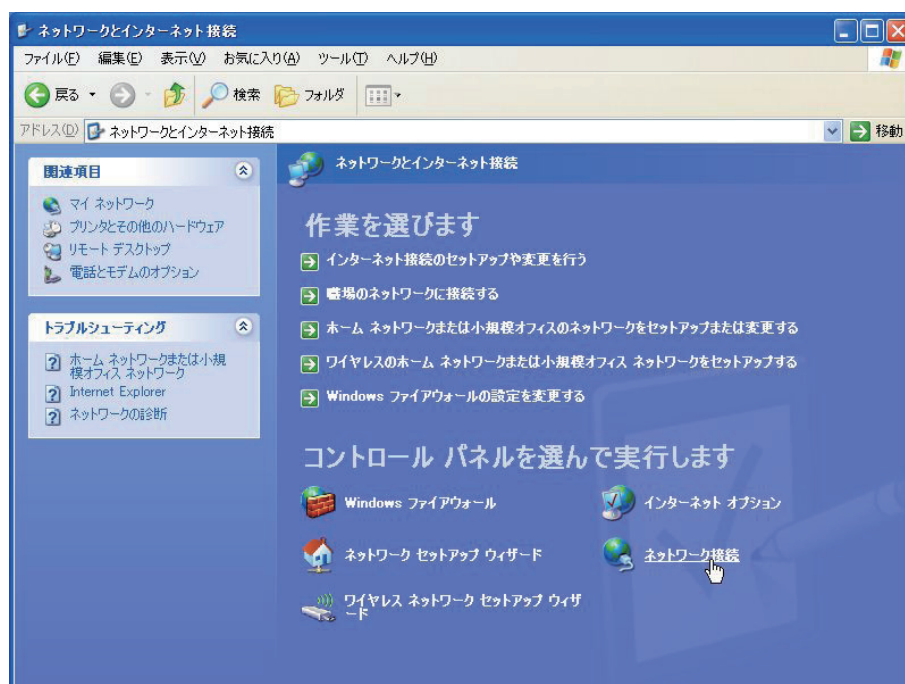 ネットワークとインターネット接続
ファイル(F) 編集(E) 表示(V) お気に入り(A) ツール(T) ヘルプ(H)
戻る 検索 フォルダ
アドレス(D) ネットワークとインターネット接続 移動
関連項目
マイ ネットワーク
プリンタとその他のハードウェア
リモート デスクトップ
電話とモデムのオプション
トラブルシューティング
ホーム ネットワークまたは小規
模オフィス ネットワーク
Internet Explorer
ネットワークの診断
ネットワークとインターネット接続
作業を選びます
インターネット接続のセットアップや変更を行う
職場のネットワークに接続する
ホーム ネットワークまたは小規模オフィスのネットワークをセットアップまたは変更する
ワイヤレスのホーム ネットワークまたは小規模オフィス ネットワークをセットアップする
Windows ファイアウォールの設定を変更する
コントロール パネルを選んで実行します
Windows ファイアウォール インターネット オプション
ネットワーク セットアップ ウィザード ネットワーク接続
ワイヤレス ネットワーク セットアップ ウィザ
ード